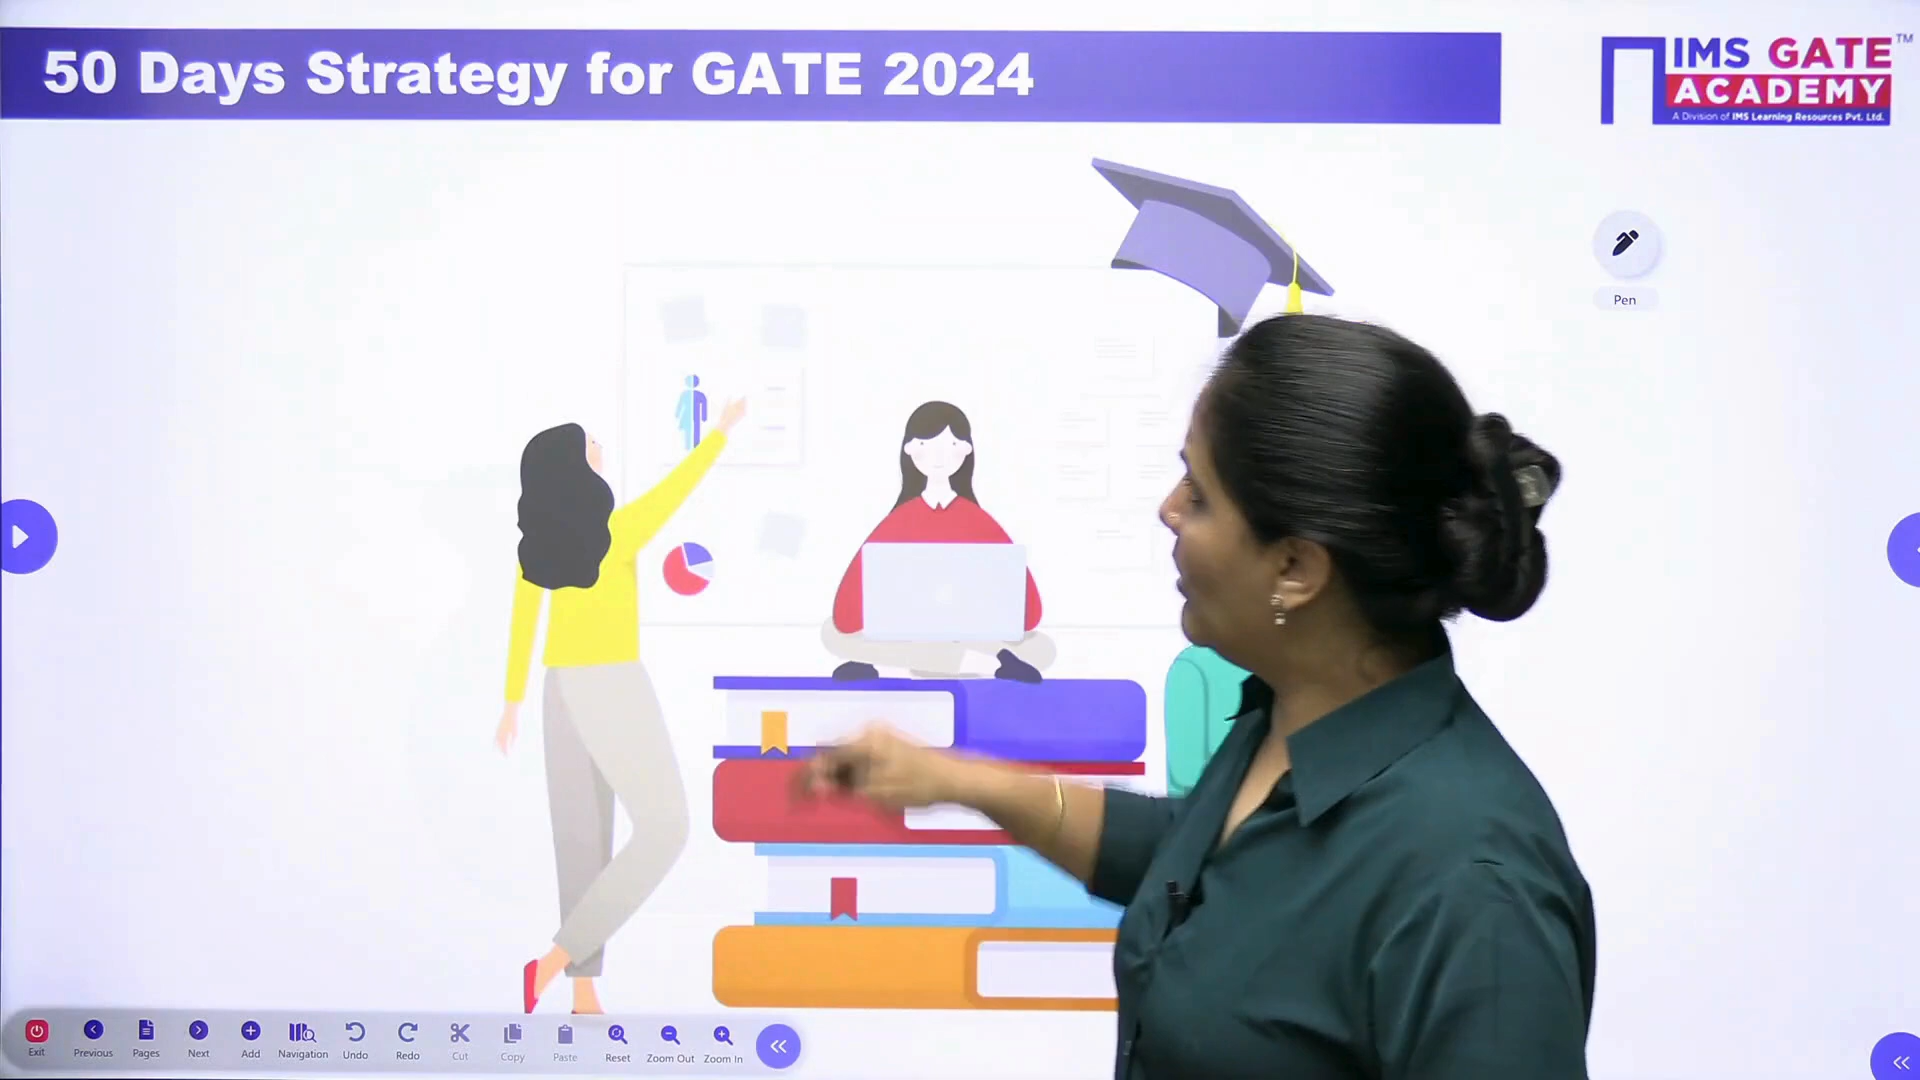 50 Days Strategy for GATE 2024
IMS GATE
ACADEMY
TM
A Division of IMS Learning Resources Pvt. Ltd.
Pen
Exit
Previous
Pages
Next
Add
Navigation
Undo
Redo
Cut
Copy
Paste
Reset
Zoom Out
Zoom In